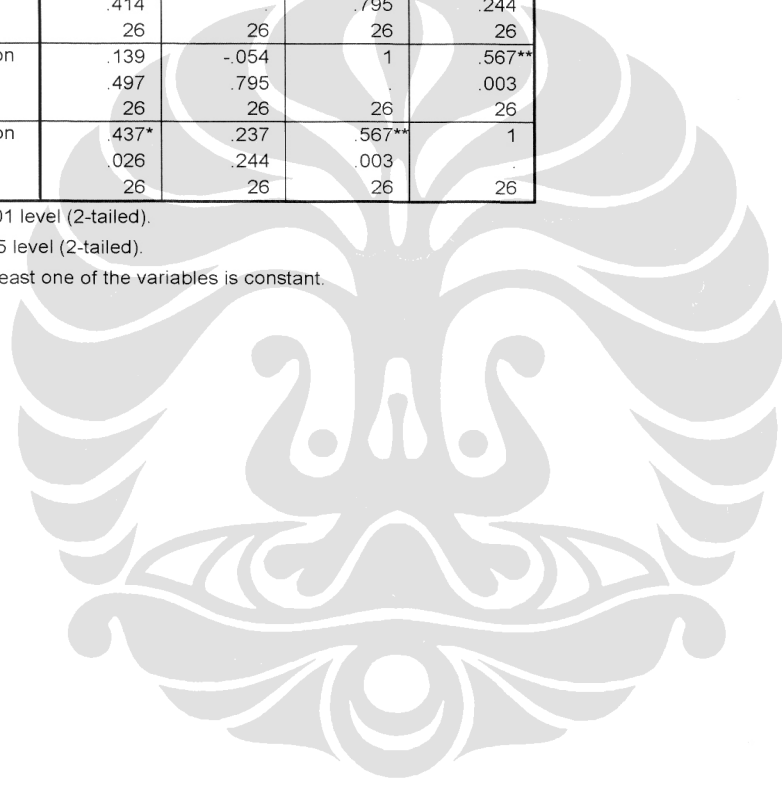 .414 . .795 .244
26 26 26 26
on .139 -.054 1 .567**
.497 .795 . .003
26 26 26 26
on .437* .237 .567** 1
.026 .244 .003 .
26 26 26 26
01 level (2-tailed).
5 level (2-tailed).
east one of the variables is constant.